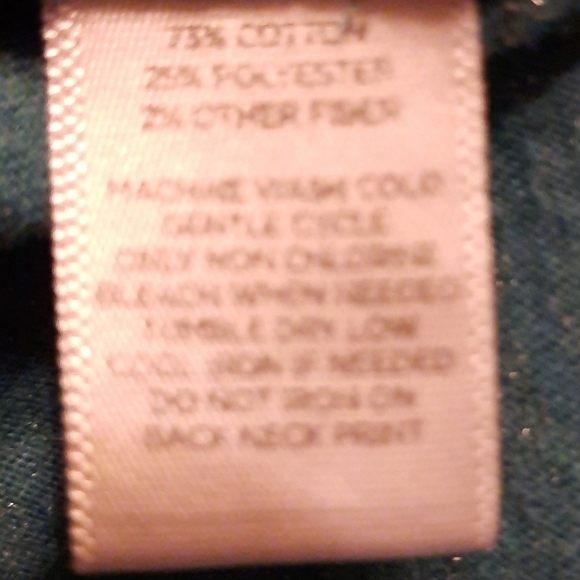 73% COTTON
25% POLYESTER
2% OTHER FIBER
MACHINE WASH COLD
GENTLE CYCLE
ONLY NON CHLORINE
BLEACH WHEN NEEDED
TUMBLE DRY LOW
COOL IRON IF NEEDED
DO NOT IRON ON
BACK NECK PRINT